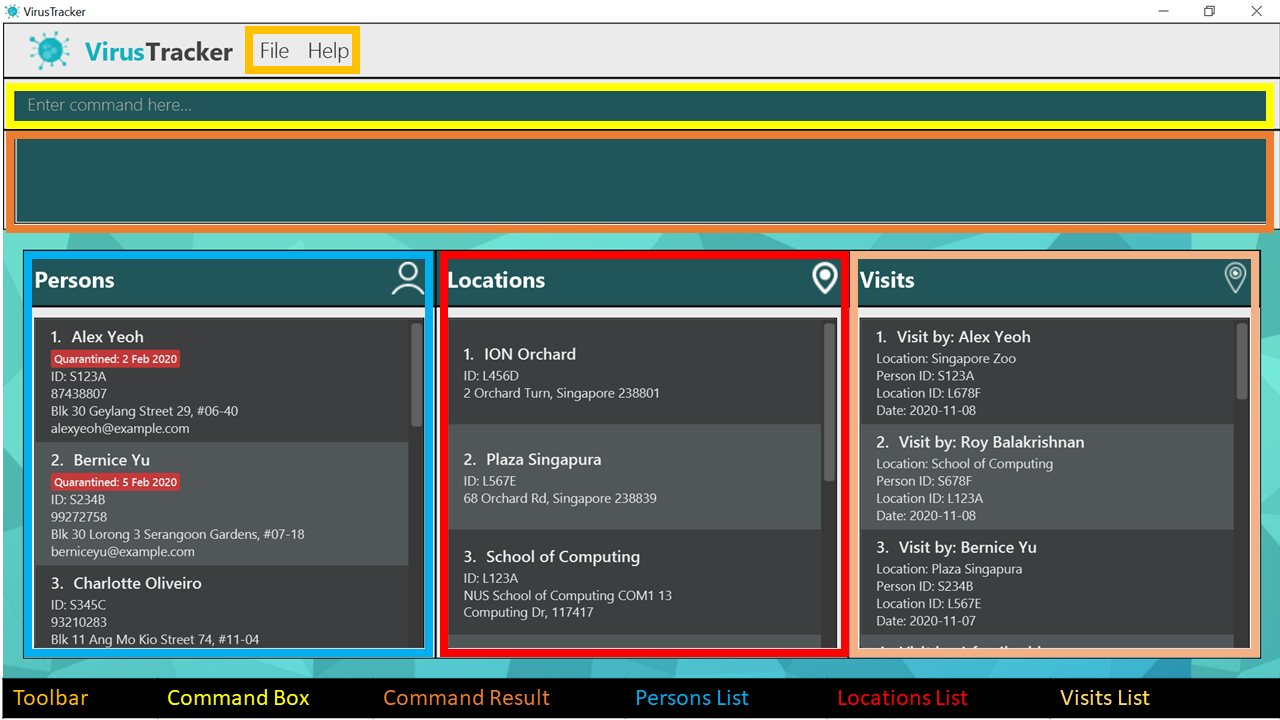 VirusTracker
VirusTracker
File Help
Enter command here...
Persons
1. Alex Yeoh
Quarantined: 2 Feb 2020
ID: S123A
87438807
Blk 30 Geylang Street 29, #06-40
alexyeoh@example.com
2. Bernice Yu
Quarantined: 5 Feb 2020
ID: S234B
99272758
Blk 30 Lorong 3 Serangoon Gardens, #07-18
berniceyu@example.com
3. Charlotte Oliveiro
ID: S345C
93210283
Blk 11 Ang Mo Kio Street 74, #11-04
Locations
1. ION Orchard
ID: L456D
2 Orchard Turn, Singapore 238801
2. Plaza Singapura
ID: L567E
68 Orchard Rd, Singapore 238839
3. School of Computing
ID: L123A
NUS School of Computing COM1 13
Computing Dr, 117417
Visits
1. Visit by: Alex Yeoh
Location: Singapore Zoo
Person ID: S123A
Location ID: L678F
Date: 2020-11-08
2. Visit by: Roy Balakrishnan
Location: School of Computing
Person ID: S678F
Location ID: L123A
Date: 2020-11-08
3. Visit by: Bernice Yu
Location: Plaza Singapura
Person ID: S234B
Location ID: L567E
Date: 2020-11-07
Toolbar
Command Box
Command Result
Persons List
Locations List
Visits List